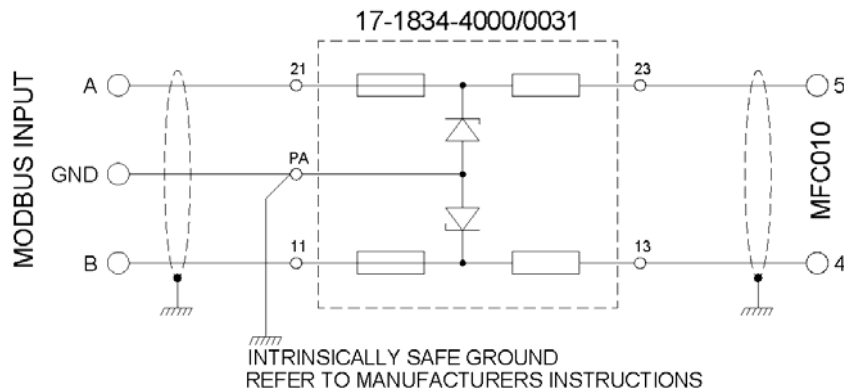 17-1834-4000/0031
MODBUS INPUT
A
21
23
5
GND
PA
MFC010
B
11
13
4
INTRINSICALLY SAFE GROUND
REFER TO MANUFACTURERS INSTRUCTIONS